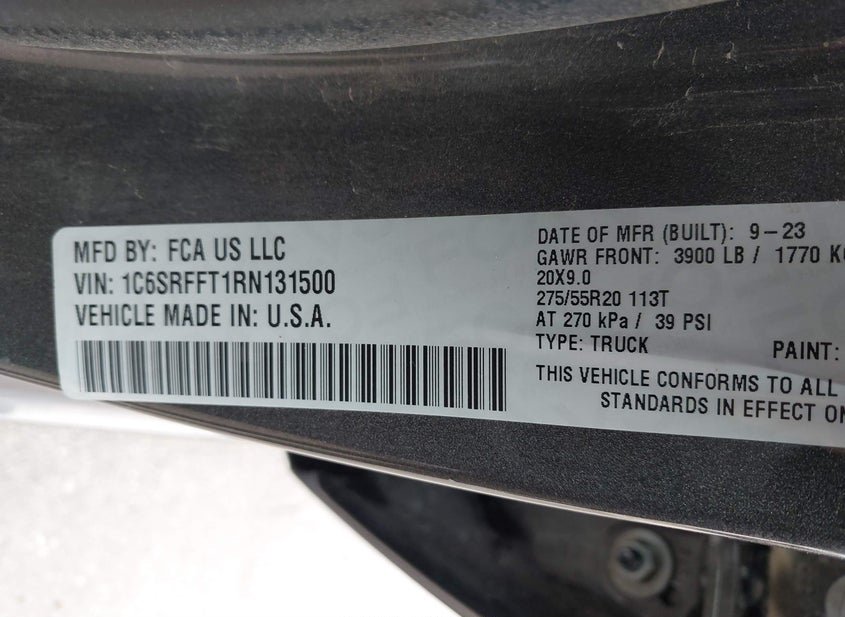 MFD BY: FCA US LLC
VIN: 1C6SRFFT1RN131500
VEHICLE MADE IN: U.S.A.
DATE OF MFR (BUILT): 9-23
GAWR FRONT: 3900 LB / 1770 K
20X9.0
275/55R20 113T
AT 270 kPa / 39 PSI
TYPE: TRUCK PAINT:
THIS VEHICLE CONFORMS TO ALL
STANDARDS IN EFFECT ON